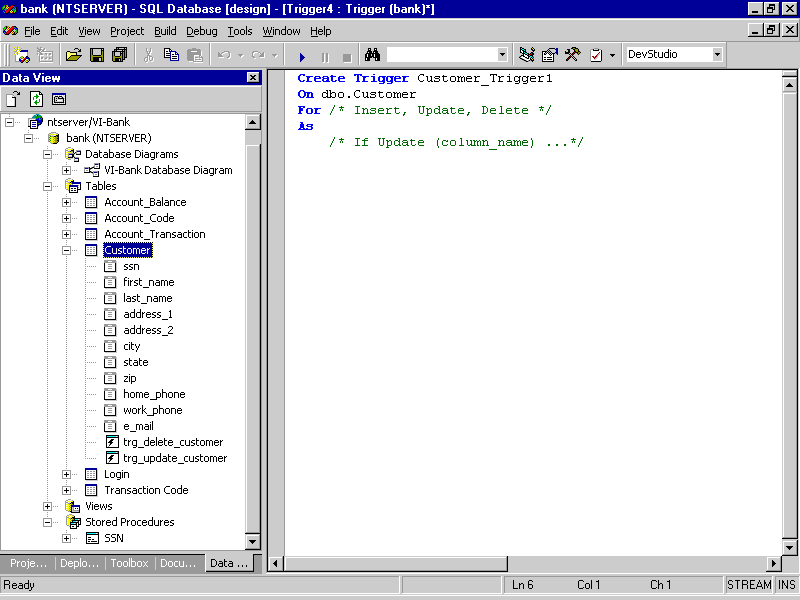 bank (NTSERVER) - SQL Database [design] - [Trigger4 : Trigger (bank)*]
File Edit View Project Build Debug Tools Window Help
DevStudio
Data View
ntserver/VI-Bank
bank (NTSERVER)
Database Diagrams
VI-Bank Database Diagram
Tables
Account_Balance
Account_Code
Account_Transaction
Customer
ssn
first_name
last_name
address_1
address_2
city
state
zip
home_phone
work_phone
e_mail
trg_delete_customer
trg_update_customer
Login
Transaction Code
Views
Stored Procedures
SSN
Proje... Deplo... Toolbox Docu... Data ...
Create Trigger Customer_Trigger1
On dbo.Customer
For /* Insert, Update, Delete */
As
/* If Update (column_name) ...*/
Ready Ln 6 Col 1 Ch 1 STREAM INS